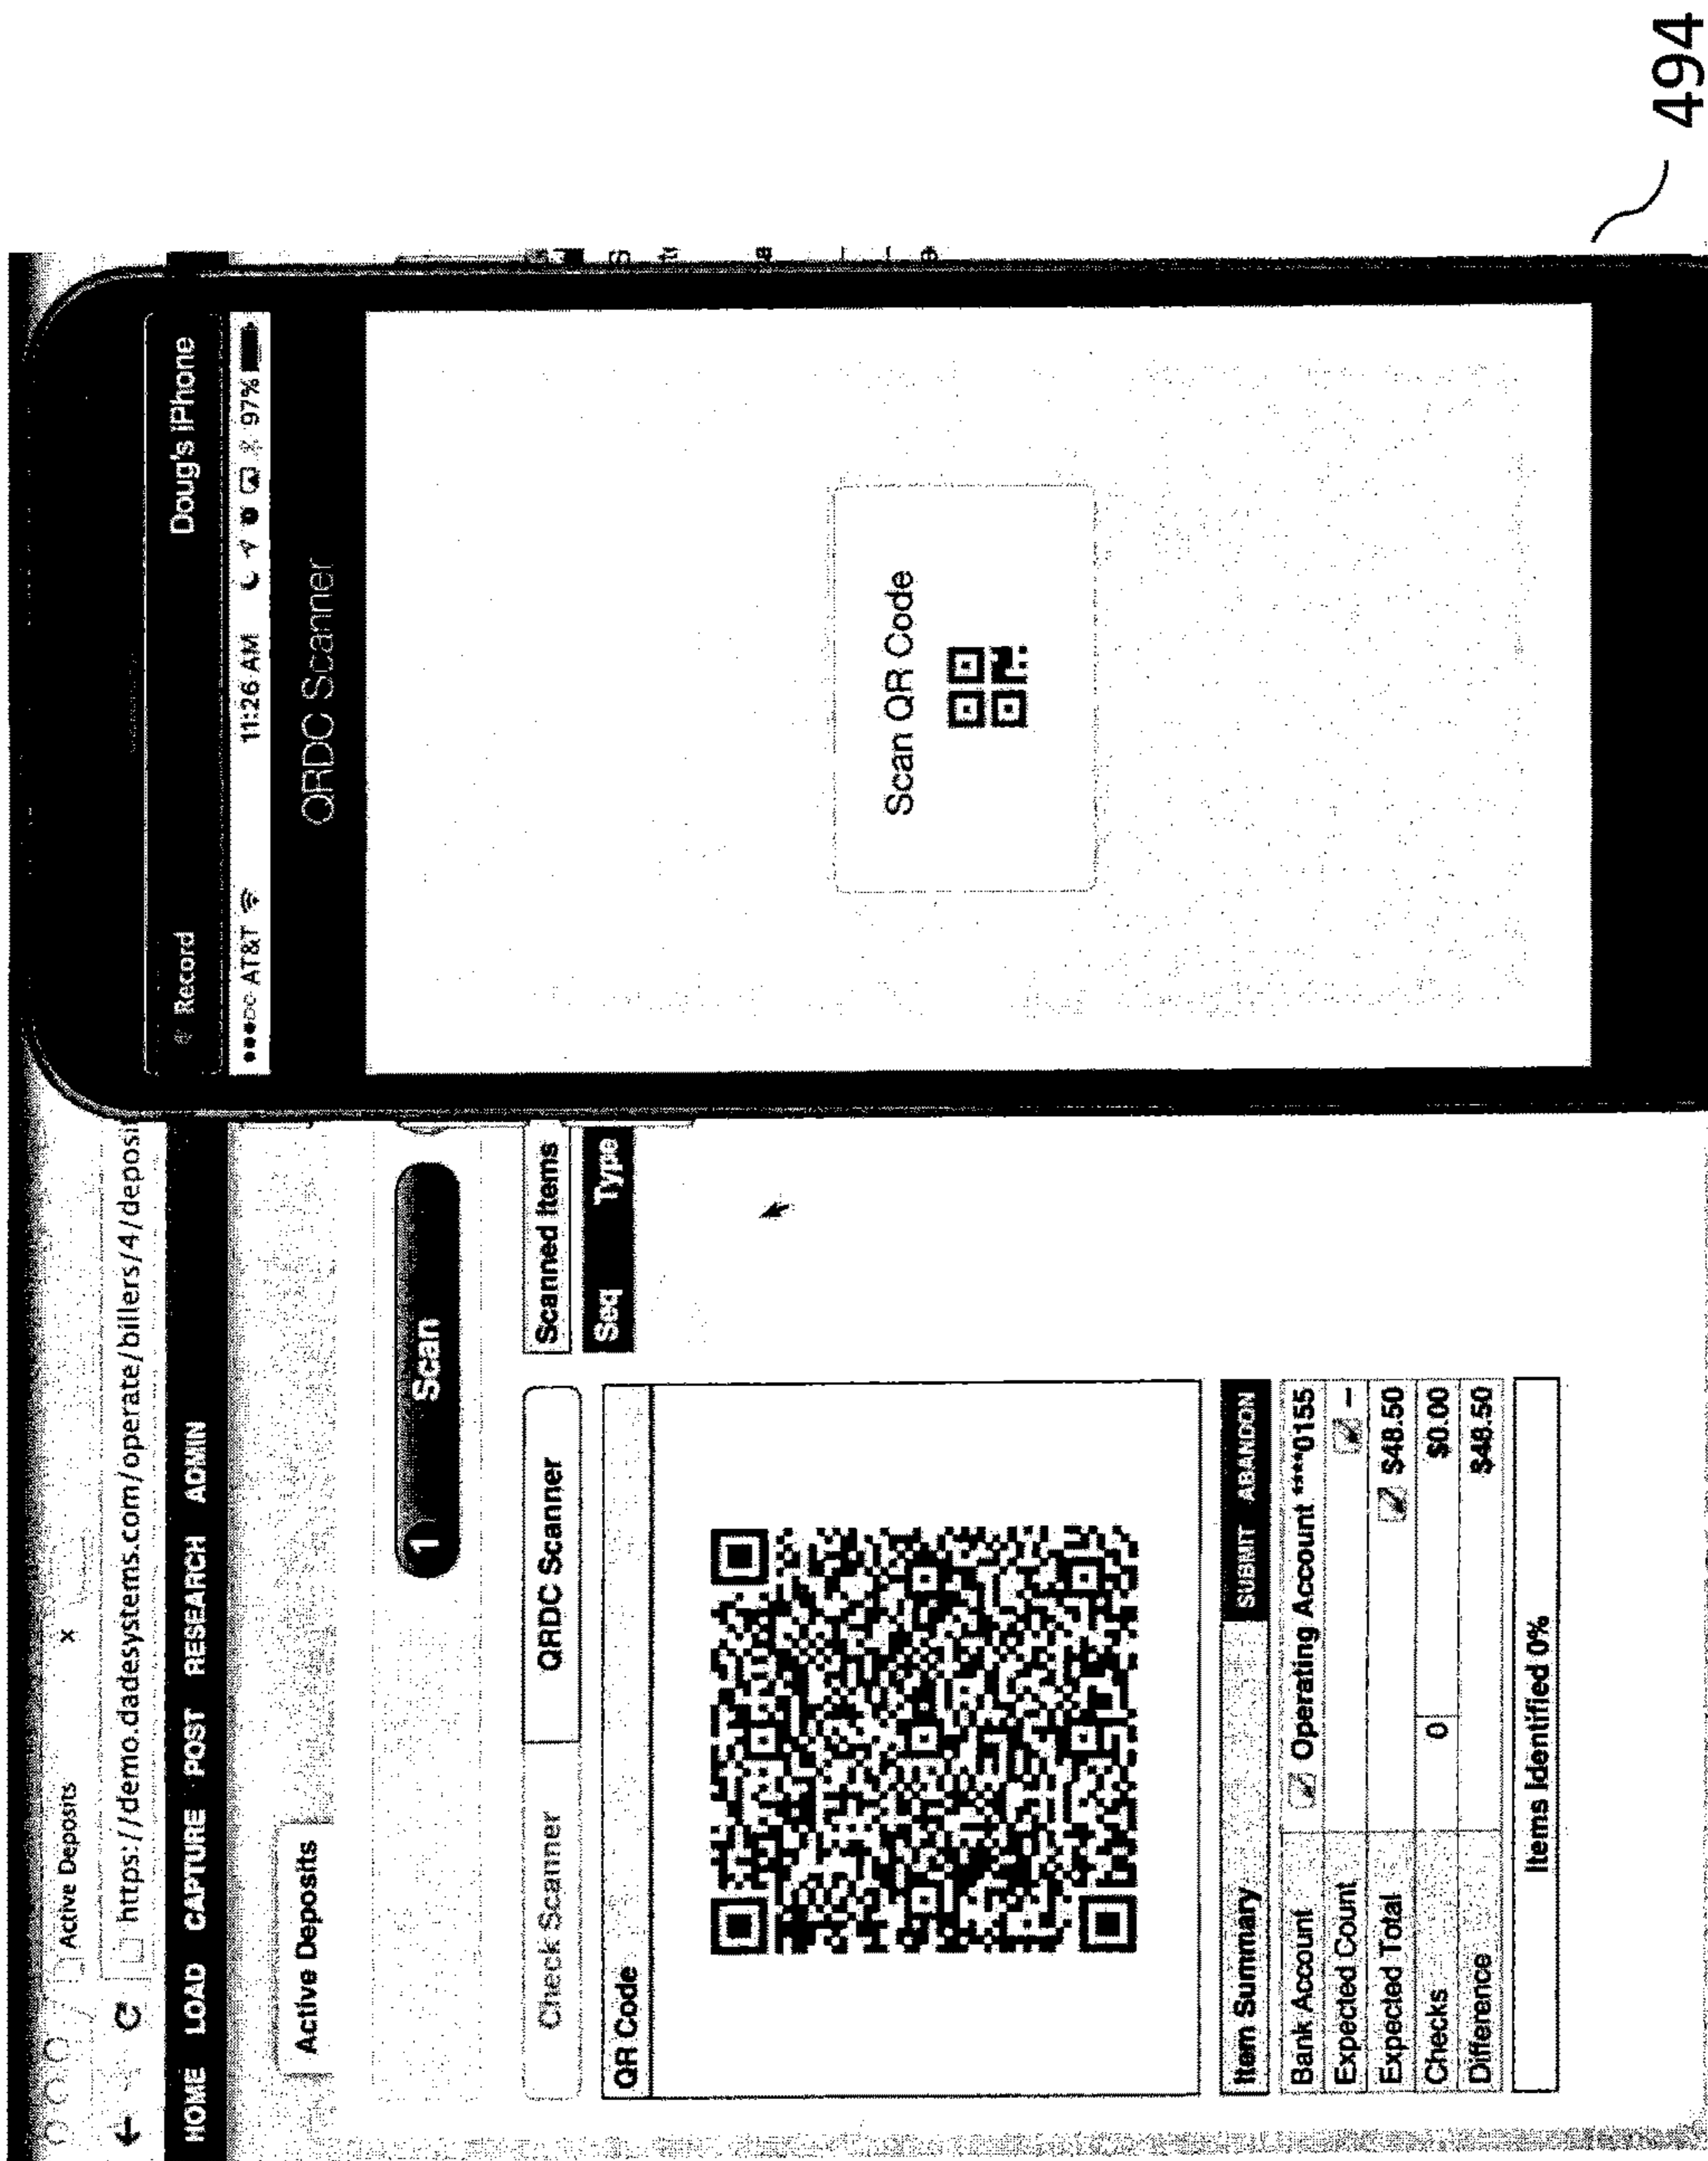 Active Deposits ×
https://demo.dadesystems.com/operate/billers/4/deposi
HOME LOAD CAPTURE POST RESEARCH ADMIN
Active Deposits
1 Scan
Check Scanner QRDC Scanner
Scanned Items
QR Code
Seq Type
Item Summary SUBMIT ABANDON
Bank Account Operating Account ****0155
Expected Count –
Expected Total $48.50
Checks 0 $0.00
Difference $48.50
Items identified 0%
Record Doug's iPhone
AT&T 11:26 AM 97%
QRDC Scanner
Scan QR Code
494